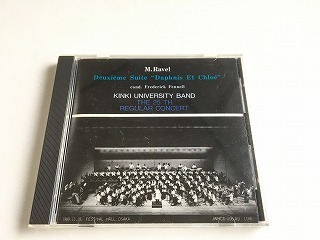 M. Ravel
Deuxième Suite "Daphnis Et Chloé"
cond. Frederick Fennell
KINKI UNIVERSITY BAND
THE 25 TH
REGULAR CONCERT
HALL, OSAKA